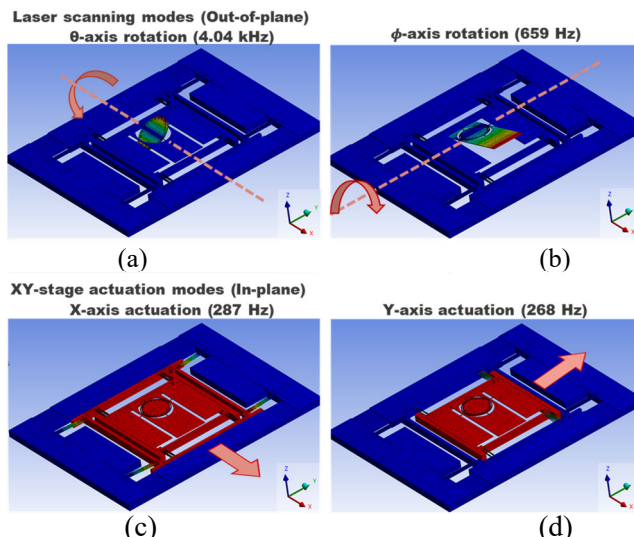 Laser scanning modes (Out-of-plane)
θ-axis rotation (4.04 kHz)
ϕ-axis rotation (659 Hz)
Z
Y
X
Z
Y
X
(a)
(b)
XY-stage actuation modes (In-plane)
X-axis actuation (287 Hz)
Y-axis actuation (268 Hz)
Z
Y
X
Z
Y
X
(c)
(d)